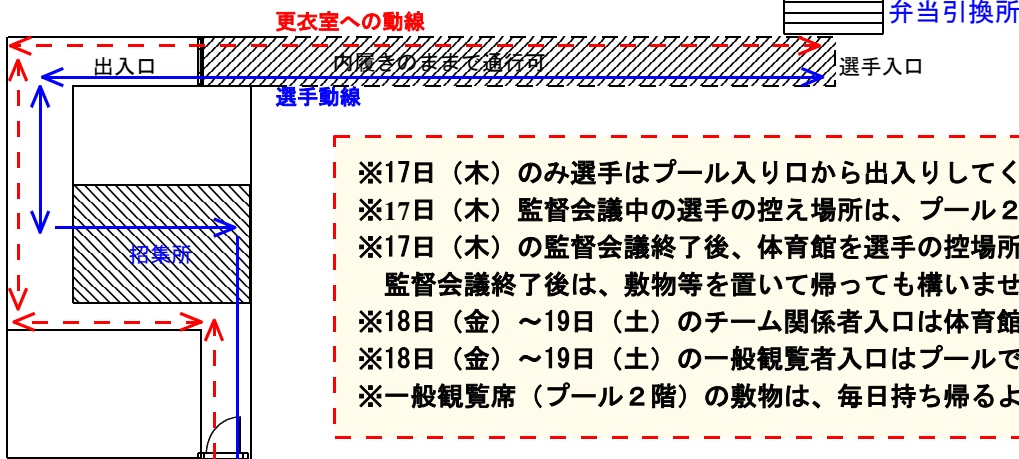 弁当引換所
更衣室への動線
出入口
内履きのままで通行可
選手入口
選手動線
招集所
※17日（木）のみ選手はプール入り口から出入りしてく
※17日（木）監督会議中の選手の控え場所は、プール２
※17日（木）の監督会議終了後、体育館を選手の控場所
監督会議終了後は、敷物等を置いて帰っても構いませ
※18日（金）～19日（土）のチーム関係者入口は体育館
※18日（金）～19日（土）の一般観覧者入口はプールで
※一般観覧席（プール２階）の敷物は、毎日持ち帰るよ